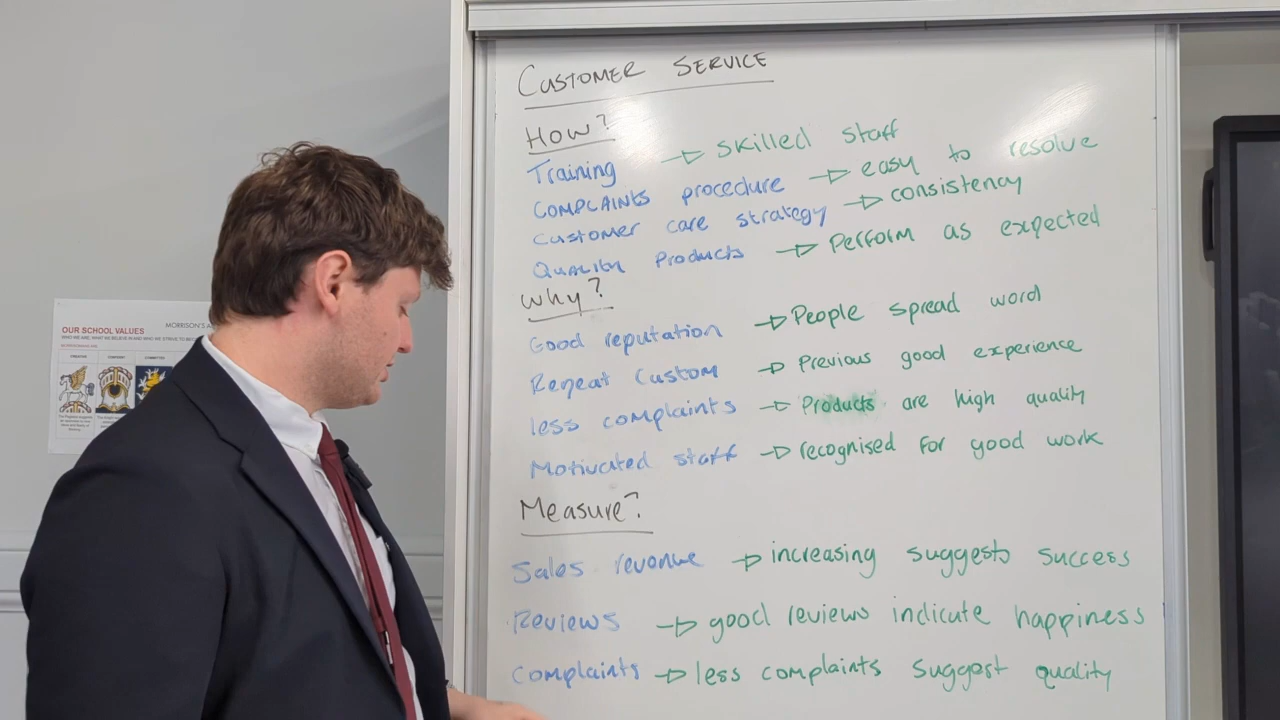 CUSTOMER SERVICE
How?
Training → skilled staff
COMPLAINTS procedure → easy to resolve
Customer care strategy → consistency
Quality Products → Perform as expected
Why?
Good reputation → People spread word
Repeat Custom → Previous good experience
less complaints → Products are high quality
Motivated staff → recognised for good work
Measure?
Sales revenue → increasing suggests success
Reviews → good reviews indicate happiness
Complaints → less complaints suggest quality
OUR SCHOOL VALUES
MORRISON'S